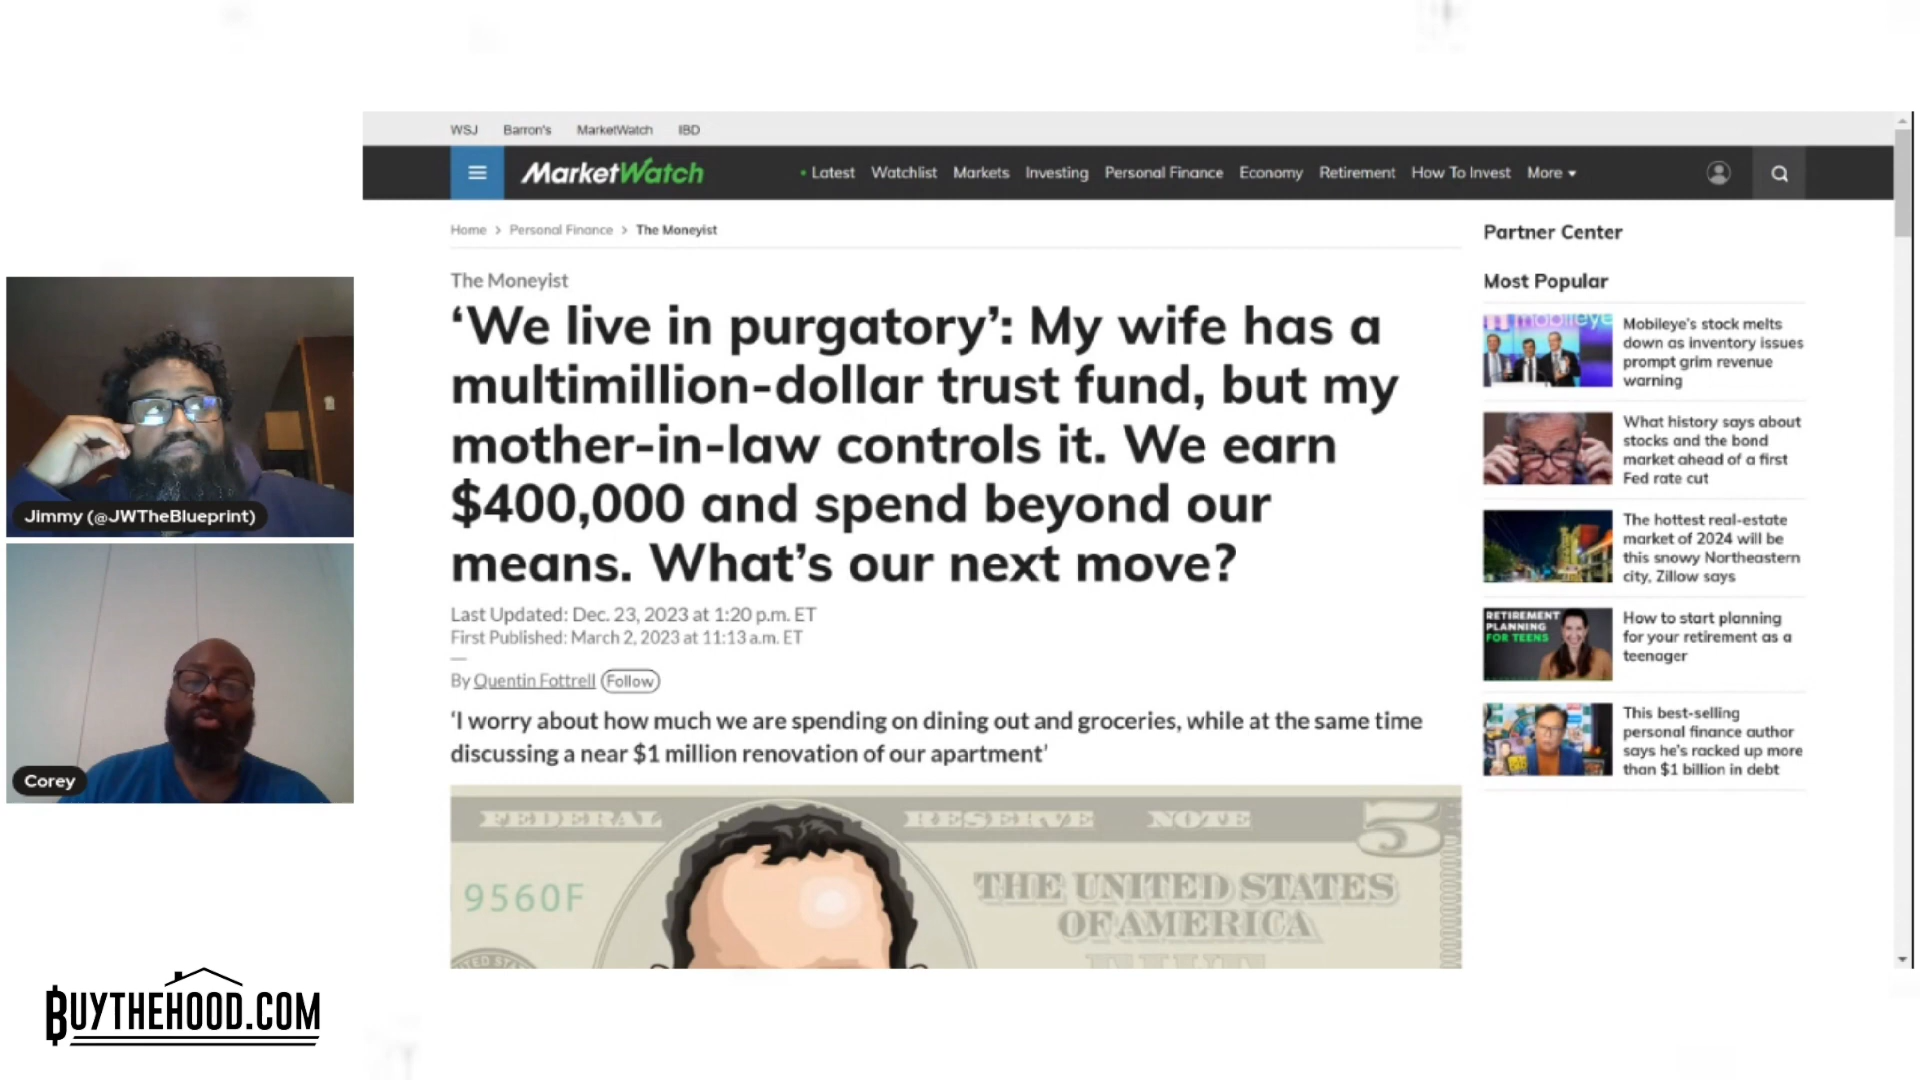 WSJ Barron's MarketWatch IBD
MarketWatch
Latest Watchlist Markets Investing Personal Finance Economy Retirement How To Invest More
Home > Personal Finance > The Moneyist
The Moneyist
‘We live in purgatory’: My wife has a
multimillion-dollar trust fund, but my
mother-in-law controls it. We earn
$400,000 and spend beyond our
means. What’s our next move?
Last Updated: Dec. 23, 2023 at 1:20 p.m. ET
First Published: March 2, 2023 at 11:13 a.m. ET
By Quentin Fottrell Follow
‘I worry about how much we are spending on dining out and groceries, while at the same time
discussing a near $1 million renovation of our apartment’
FEDERAL RESERVE NOTE 5
9560F
THE UNITED STATES
OF AMERICA
Partner Center
Most Popular
mobileye
Mobileye’s stock melts
down as inventory issues
prompt grim revenue
warning
What history says about
stocks and the bond
market ahead of a first
Fed rate cut
The hottest real-estate
market of 2024 will be
this snowy Northeastern
city, Zillow says
RETIREMENT
PLANNING
FOR TEENS
How to start planning
for your retirement as a
teenager
This best-selling
personal finance author
says he’s racked up more
than $1 billion in debt
Jimmy (@JWTheBlueprint)
Corey
BUYTHEHOOD.COM